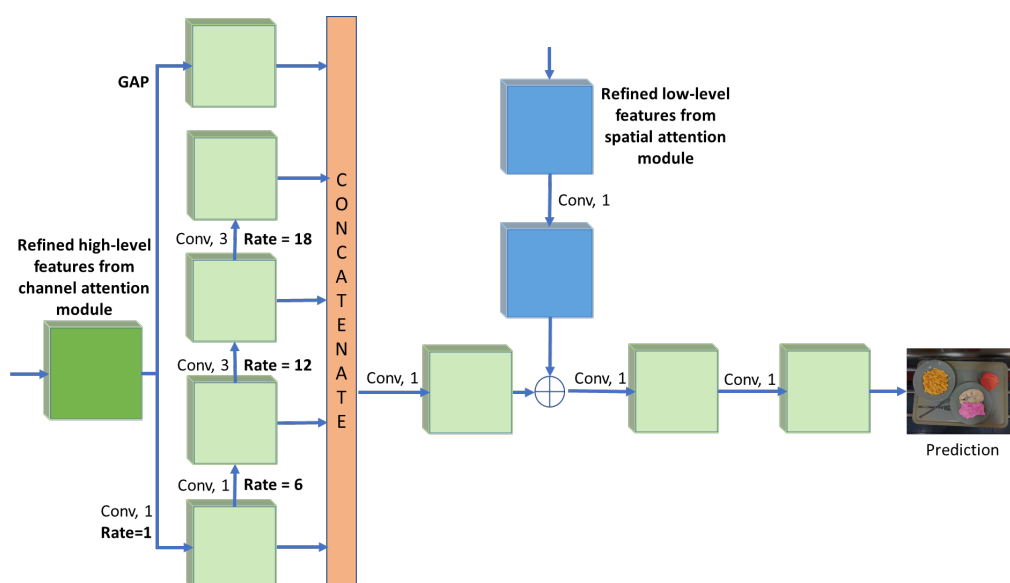 GAP
Refined high-level
features from
channel attention
module
Conv, 1
Rate=1
Conv, 3 Rate = 18
Conv, 3 Rate = 12
Conv, 1 Rate = 6
CONCATENATE
Conv, 1
Refined low-level
features from
spatial attention
module
Conv, 1
Conv, 1
Conv, 1
Prediction